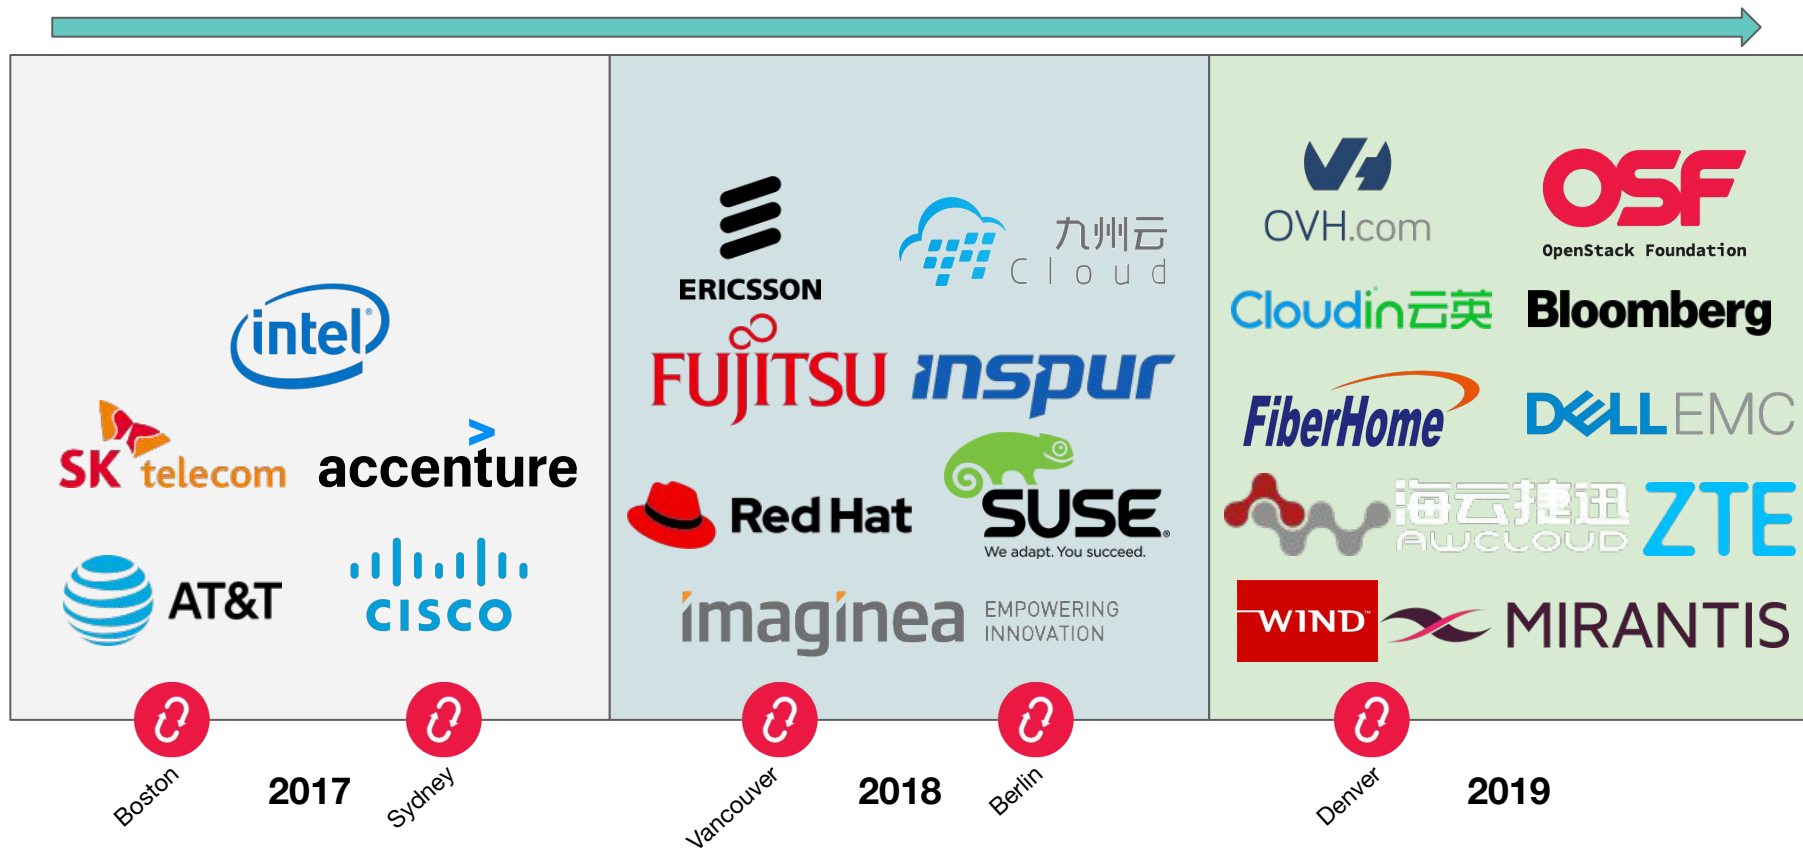 intel®
SK telecom
accenture
AT&T
CISCO
ERICSSON
九州云
Cloud
FUJITSU
inspur
Red Hat
SUSE®
We adapt. You succeed.
imaginea EMPOWERING
INNOVATION
OVH.com
OSF
OpenStack Foundation
Cloudin云英
Bloomberg
FiberHome
DELL EMC
海云捷迅
AWCLOUD
ZTE
WIND™
MIRANTIS
Boston
2017
Sydney
Vancouver
2018
Berlin
Denver
2019